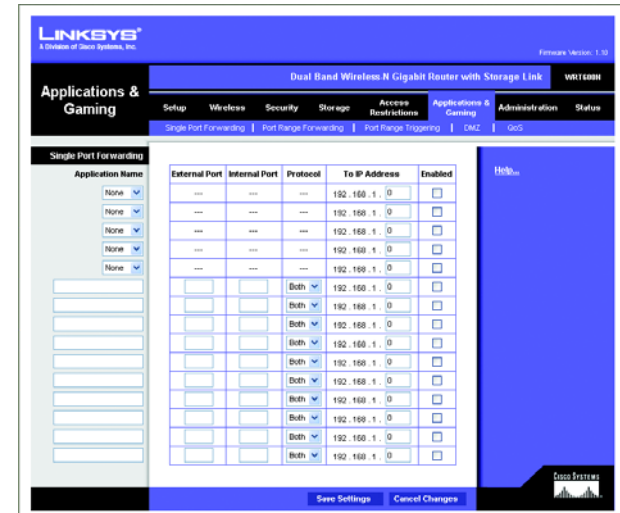 LINKSYS®
A Division of Cisco Systems, Inc.
Firmware Version: 1.10
Dual Band Wireless-N Gigabit Router with Storage Link WRT600N
Applications & Gaming
Setup Wireless Security Storage Access Restrictions Applications & Gaming Administration Status
Single Port Forwarding | Port Range Forwarding | Port Range Triggering | DMZ | QoS
Single Port Forwarding
Application Name External Port Internal Port Protocol To IP Address Enabled
Help...
None --- --- --- 192 . 168 . 1 . 0
None --- --- --- 192 . 168 . 1 . 0
None --- --- --- 192 . 168 . 1 . 0
None --- --- --- 192 . 168 . 1 . 0
None --- --- --- 192 . 168 . 1 . 0
Both 192 . 168 . 1 . 0
Both 192 . 168 . 1 . 0
Both 192 . 168 . 1 . 0
Both 192 . 168 . 1 . 0
Both 192 . 168 . 1 . 0
Both 192 . 168 . 1 . 0
Both 192 . 168 . 1 . 0
Both 192 . 168 . 1 . 0
Both 192 . 168 . 1 . 0
Both 192 . 168 . 1 . 0
Save Settings Cancel Changes
CISCO SYSTEMS